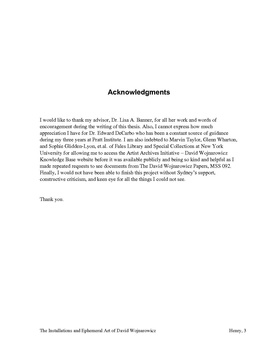 Acknowledgments
I would like to thank my advisor, Dr. Lisa A. Banner, for all her work and words of
encouragement during the writing of this thesis. Also, I cannot express how much
appreciation I have for Dr. Edward DeCarbo who has been a constant source of guidance
during my three years at Pratt Institute. I am also indebted to Marvin Taylor, Glenn Wharton,
and Sophie Glidden-Lyon, et.al. of Fales Library and Special Collections at New York
University for allowing me to access the Artist Archives Initiative – David Wojnarowicz
Knowledge Base website before it was available publicly and being so kind and helpful as I
made repeated requests to use documents from The David Wojnarowicz Papers, MSS 092.
Finally, I would not have been able to finish this project without Sydney's support,
constructive criticism, and keen eye for all the things I could not see.
Thank you.
The Installations and Ephemeral Art of David Wojnarowicz
Henry, 3